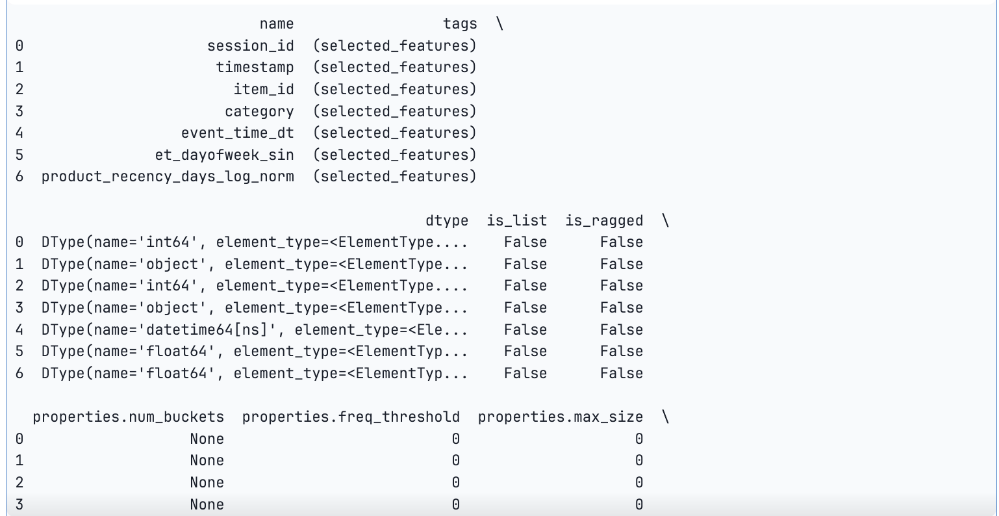 name                 tags  \
0                     session_id  (selected_features)
1                      timestamp  (selected_features)
2                        item_id  (selected_features)
3                       category  (selected_features)
4                  event_time_dt  (selected_features)
5               et_dayofweek_sin  (selected_features)
6  product_recency_days_log_norm  (selected_features)

                                               dtype  is_list  is_ragged  \
0  DType(name='int64', element_type=<ElementType....    False      False
1  DType(name='object', element_type=<ElementType...    False      False
2  DType(name='int64', element_type=<ElementType....    False      False
3  DType(name='object', element_type=<ElementType...    False      False
4  DType(name='datetime64[ns]', element_type=<Ele...    False      False
5  DType(name='float64', element_type=<ElementTyp...    False      False
6  DType(name='float64', element_type=<ElementTyp...    False      False

  properties.num_buckets  properties.freq_threshold  properties.max_size  \
0                   None                          0                    0
1                   None                          0                    0
2                   None                          0                    0
3                   None                          0                    0